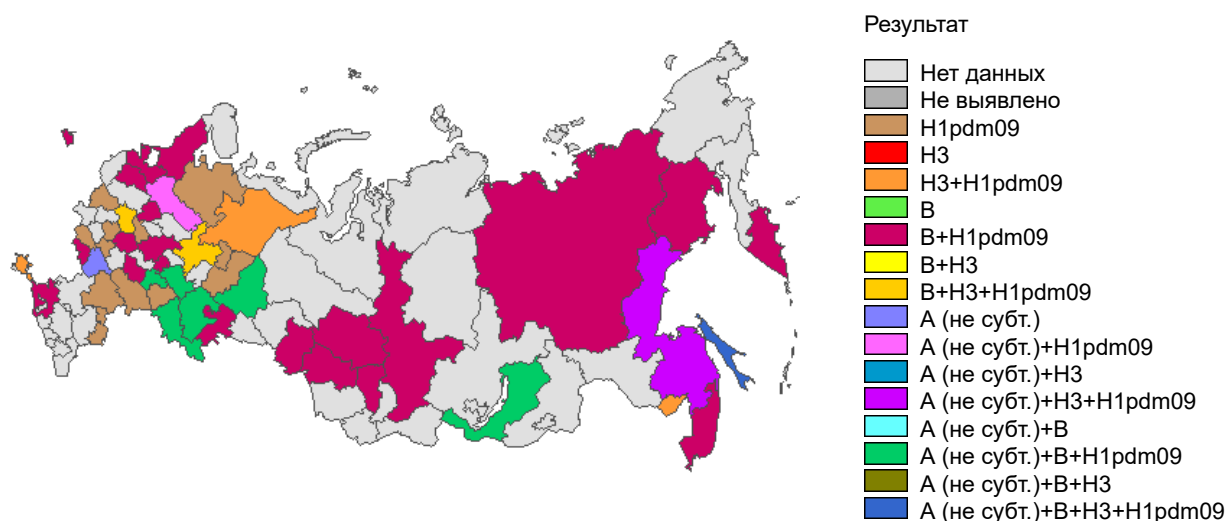 Результат
Нет данных
Не выявлено
H1pdm09
H3
H3+H1pdm09
B
B+H1pdm09
B+H3
B+H3+H1pdm09
A (не субт.)
A (не субт.)+H1pdm09
A (не субт.)+H3
A (не субт.)+H3+H1pdm09
A (не субт.)+B
A (не субт.)+B+H1pdm09
A (не субт.)+B+H3
A (не субт.)+B+H3+H1pdm09